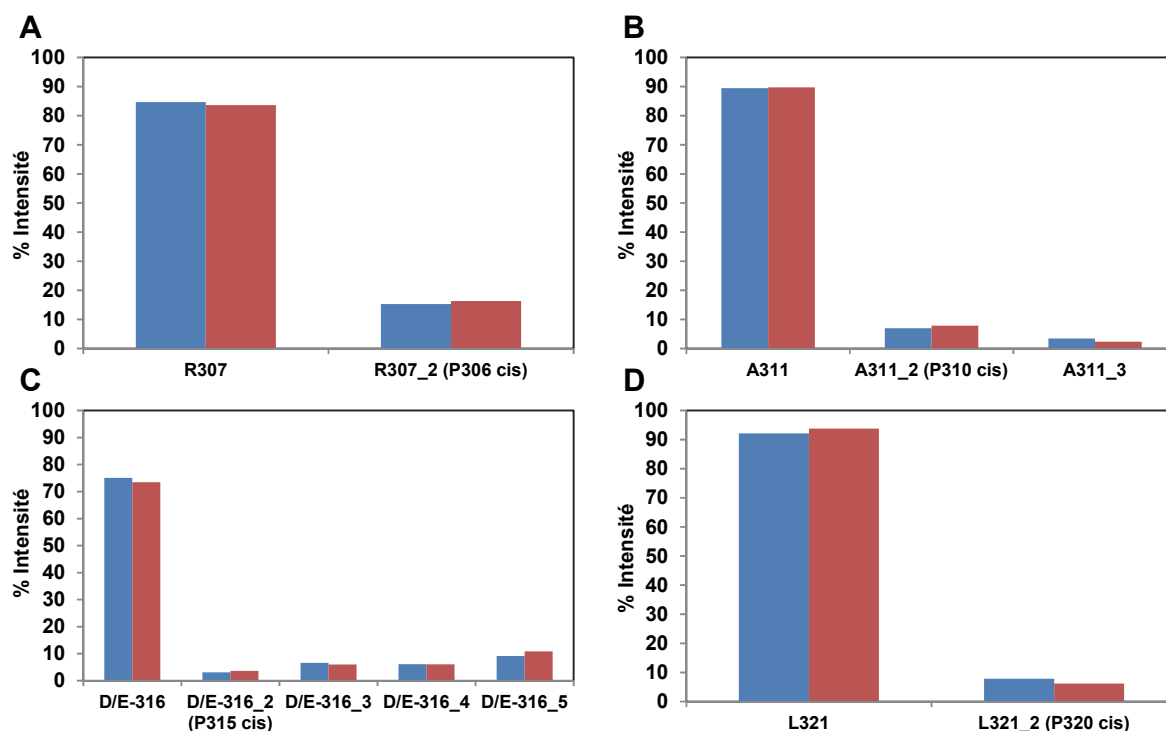 A
% Intensité
100
90
80
70
60
50
40
30
20
10
0
R307
R307_2 (P306 cis)
B
% Intensité
100
90
80
70
60
50
40
30
20
10
0
A311
A311_2 (P310 cis)
A311_3
C
% Intensité
100
90
80
70
60
50
40
30
20
10
0
D/E-316
D/E-316_2
(P315 cis)
D/E-316_3
D/E-316_4
D/E-316_5
D
% Intensité
100
90
80
70
60
50
40
30
20
10
0
L321
L321_2 (P320 cis)